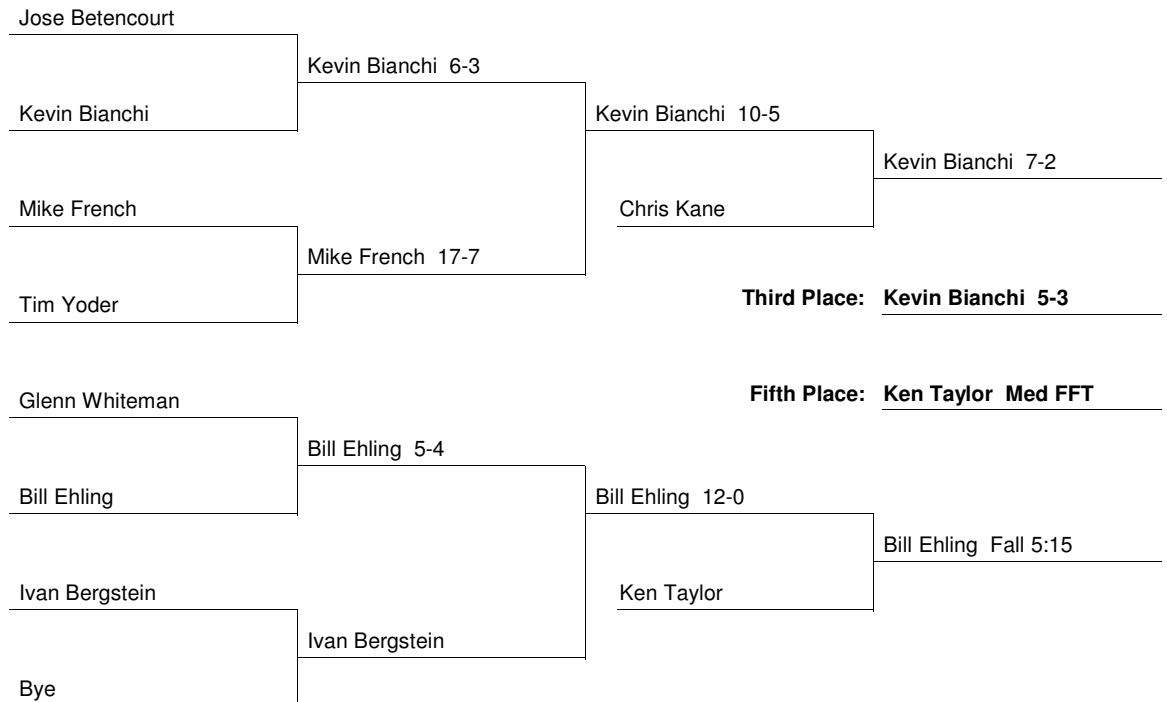 Jose Betencourt
Kevin Bianchi 6-3
Kevin Bianchi
Kevin Bianchi 10-5
Kevin Bianchi 7-2
Mike French
Chris Kane
Mike French 17-7
Tim Yoder
Third Place: Kevin Bianchi 5-3
Glenn Whiteman
Fifth Place: Ken Taylor Med FFT
Bill Ehling 5-4
Bill Ehling
Bill Ehling 12-0
Bill Ehling Fall 5:15
Ivan Bergstein
Ken Taylor
Ivan Bergstein
Bye